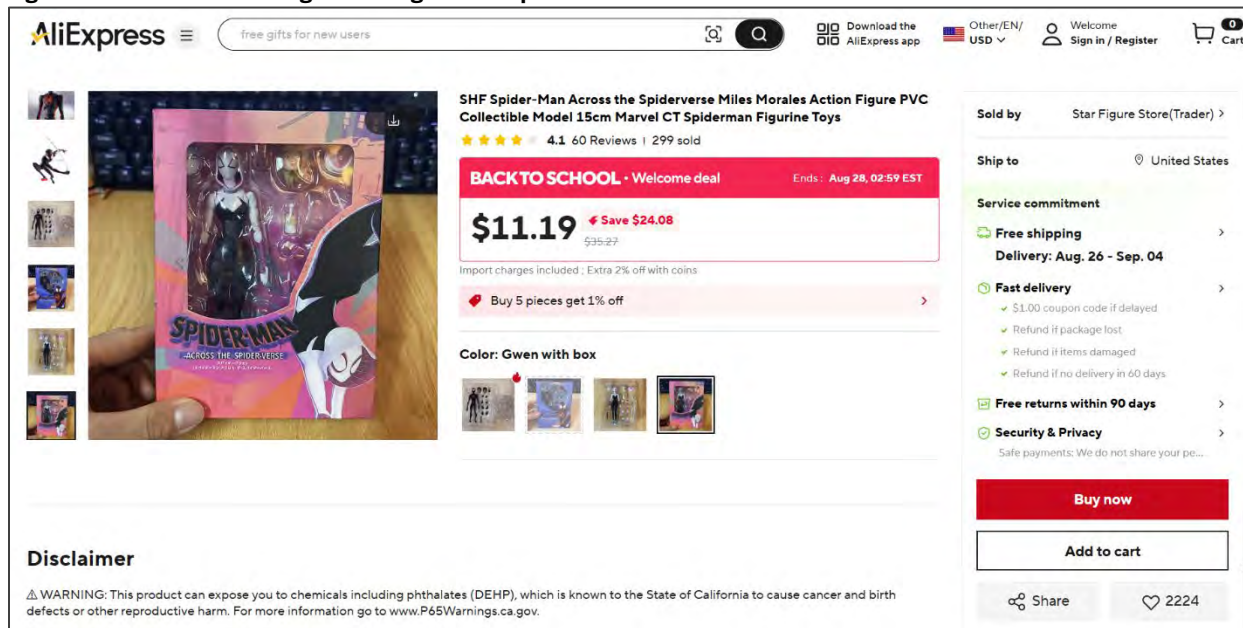 AliExpress
free gifts for new users
Download the
AliExpress app
Other/EN/
USD
Welcome
Sign in / Register
0
Cart
SHF Spider-Man Across the Spiderverse Miles Morales Action Figure PVC
Collectible Model 15cm Marvel CT Spiderman Figurine Toys
4.1 60 Reviews | 299 sold
BACK TO SCHOOL · Welcome deal
Ends: Aug 28, 02:59 EST
$11.19 Save $24.08
$35.27
Import charges included ; Extra 2% off with coins
Buy 5 pieces get 1% off
Color: Gwen with box
SPIDER-MAN
ACROSS THE SPIDER-VERSE
Sold by Star Figure Store(Trader)
Ship to United States
Service commitment
Free shipping
Delivery: Aug. 26 - Sep. 04
Fast delivery
$1.00 coupon code if delayed
Refund if package lost
Refund if items damaged
Refund if no delivery in 60 days
Free returns within 90 days
Security & Privacy
Safe payments: We do not share your pe...
Buy now
Add to cart
Share
2224
Disclaimer
⚠ WARNING: This product can expose you to chemicals including phthalates (DEHP), which is known to the State of California to cause cancer and birth
defects or other reproductive harm. For more information go to www.P65Warnings.ca.gov.